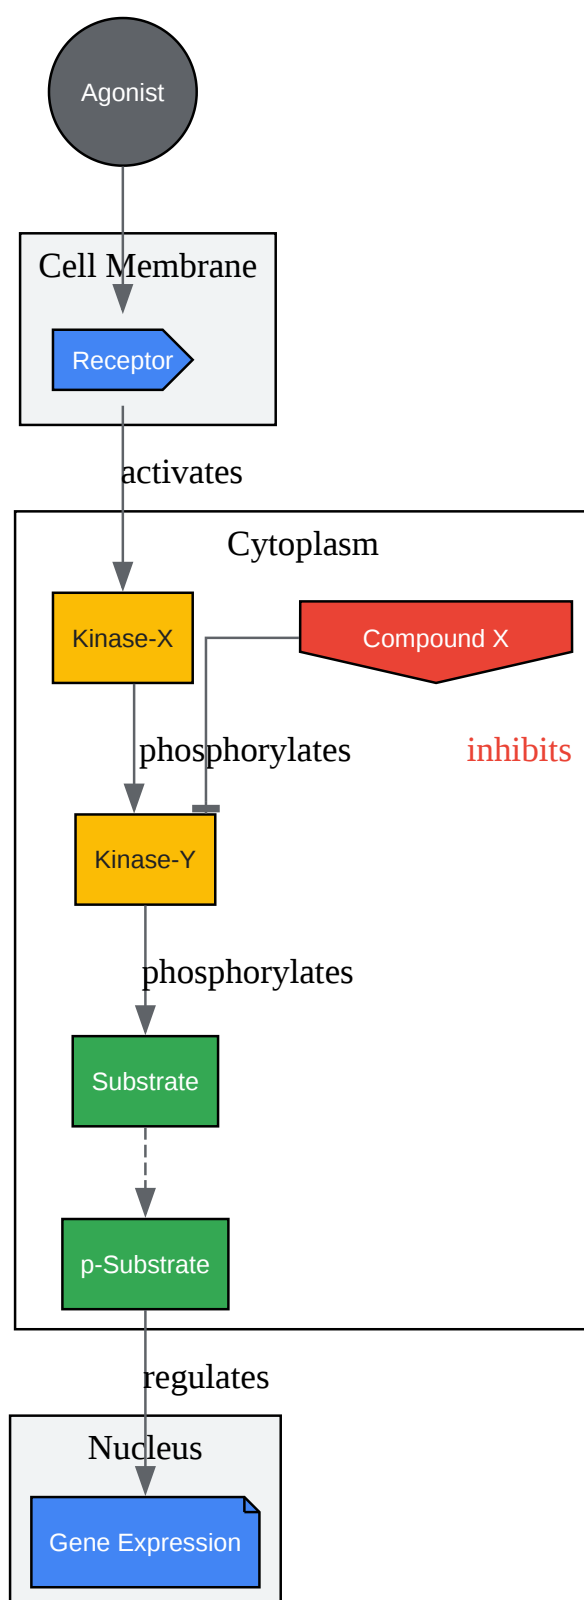 Agonist
Cell Membrane
Receptor
activates
Cytoplasm
Kinase-X
Compound X
phosphorylates
inhibits
Kinase-Y
phosphorylates
Substrate
p-Substrate
regulates
Nucleus
Gene Expression